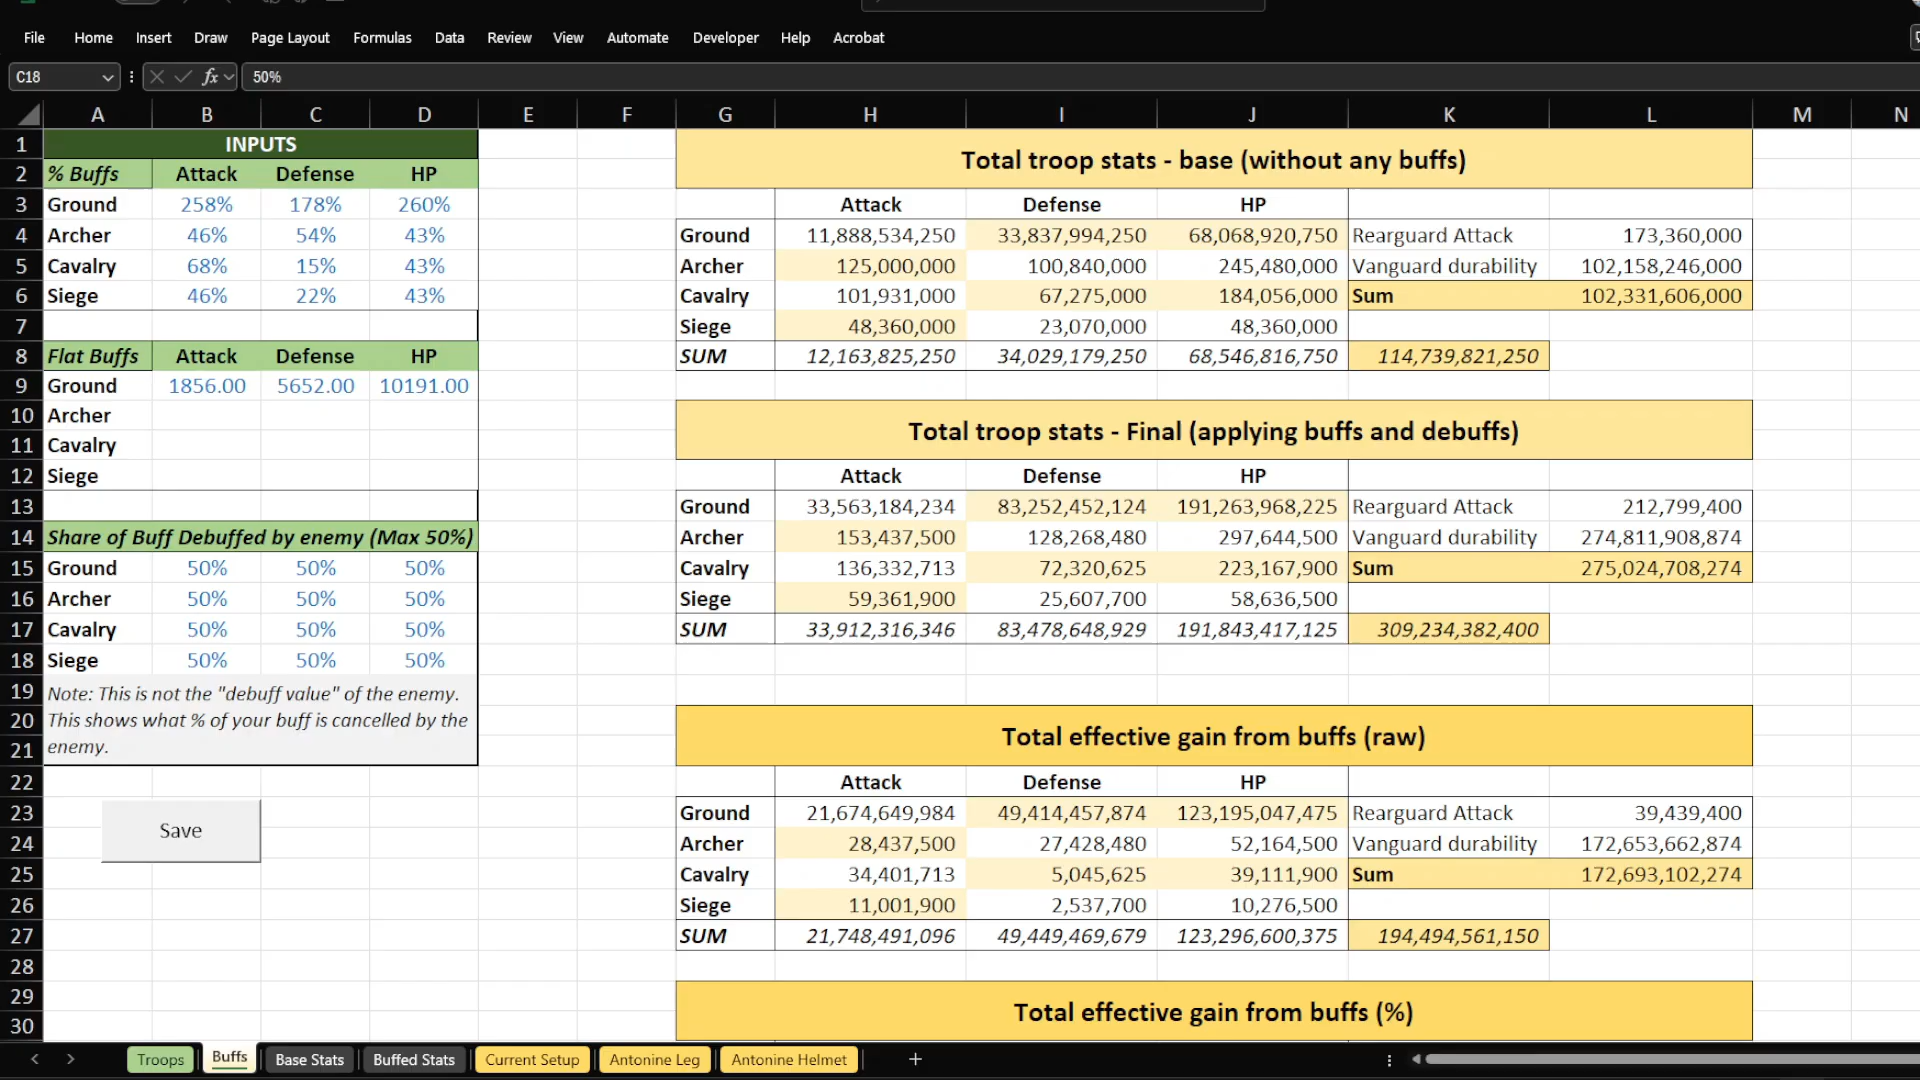 File Home Insert Draw Page Layout Formulas Data Review View Automate Developer Help Acrobat
C18 fx 50%
A B C D E F G H I J K L M N
1 INPUTS Total troop stats - base (without any buffs)
2 % Buffs Attack Defense HP
3 Ground 258% 178% 260% Attack Defense HP
4 Archer 46% 54% 43% Ground 11,888,534,250 33,837,994,250 68,068,920,750 Rearguard Attack 173,360,000
5 Cavalry 68% 15% 43% Archer 125,000,000 100,840,000 245,480,000 Vanguard durability 102,158,246,000
6 Siege 46% 22% 43% Cavalry 101,931,000 67,275,000 184,056,000 Sum 102,331,606,000
7 Siege 48,360,000 23,070,000 48,360,000
8 Flat Buffs Attack Defense HP SUM 12,163,825,250 34,029,179,250 68,546,816,750 114,739,821,250
9 Ground 1856.00 5652.00 10191.00
10 Archer Total troop stats - Final (applying buffs and debuffs)
11 Cavalry
12 Siege Attack Defense HP
13 Ground 33,563,184,234 83,252,452,124 191,263,968,225 Rearguard Attack 212,799,400
14 Share of Buff Debuffed by enemy (Max 50%) Archer 153,437,500 128,268,480 297,644,500 Vanguard durability 274,811,908,874
15 Ground 50% 50% 50% Cavalry 136,332,713 72,320,625 223,167,900 Sum 275,024,708,274
16 Archer 50% 50% 50% Siege 59,361,900 25,607,700 58,636,500
17 Cavalry 50% 50% 50% SUM 33,912,316,346 83,478,648,929 191,843,417,125 309,234,382,400
18 Siege 50% 50% 50%
19 Note: This is not the "debuff value" of the enemy.
20 This shows what % of your buff is cancelled by the
21 enemy. Total effective gain from buffs (raw)
22 Attack Defense HP
23 Ground 21,674,649,984 49,414,457,874 123,195,047,475 Rearguard Attack 39,439,400
Save
24 Archer 28,437,500 27,428,480 52,164,500 Vanguard durability 172,653,662,874
25 Cavalry 34,401,713 5,045,625 39,111,900 Sum 172,693,102,274
26 Siege 11,001,900 2,537,700 10,276,500
27 SUM 21,748,491,096 49,449,469,679 123,296,600,375 194,494,561,150
28
29 Total effective gain from buffs (%)
30
Troops Buffs Base Stats Buffed Stats Current Setup Antonine Leg Antonine Helmet +